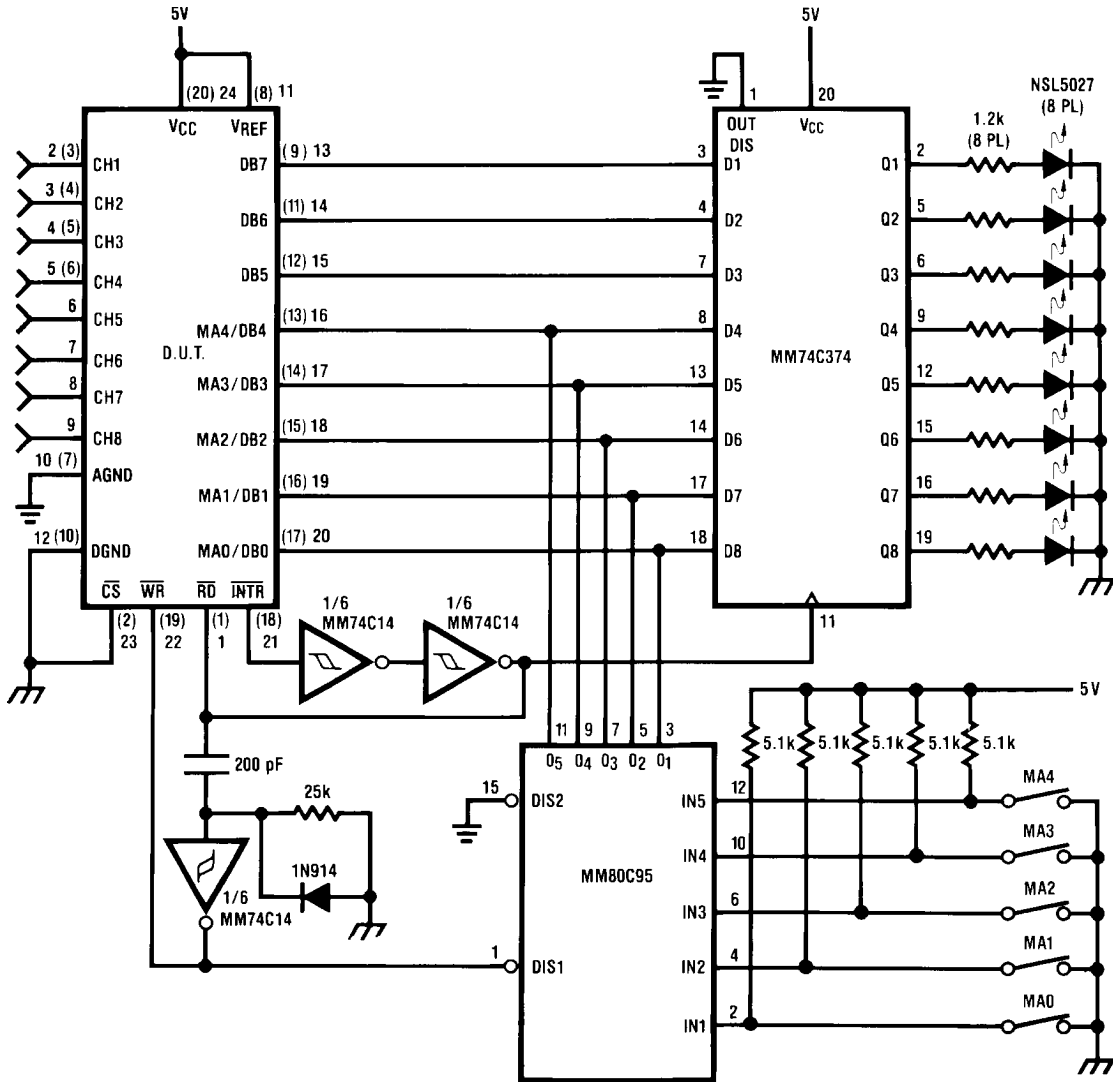 5V
5V
(20) 24
(8) 11
1
20
NSL5027
(8 PL)
1.2k
(8 PL)
VCC
VREF
OUT
DIS
VCC
2 (3)
CH1
DB7
(9) 13
3
D1
Q1
2
3 (4)
CH2
DB6
(11) 14
4
D2
Q2
5
4 (5)
CH3
DB5
(12) 15
7
D3
Q3
6
5 (6)
CH4
MA4/DB4
(13) 16
8
D4
Q4
9
6
CH5
D.U.T.
MM74C374
7
CH6
MA3/DB3
(14) 17
13
D5
Q5
12
8
CH7
9
CH8
MA2/DB2
(15) 18
14
D6
Q6
15
10 (7)
AGND
MA1/DB1
(16) 19
17
D7
Q7
16
12 (10)
DGND
MA0/DB0
(17) 20
18
D8
Q8
19
CS
WR
RD
INTR
(2)
23
(19)
22
(1)
1
(18)
21
1/6
MM74C14
1/6
MM74C14
11
5V
5.1k
5.1k
5.1k
5.1k
5.1k
200 pF
25k
1N914
1/6
MM74C14
11
9
7
5
3
O5
O4
O3
O2
O1
15
DIS2
MM80C95
1
DIS1
IN5
12
MA4
IN4
10
MA3
IN3
6
MA2
IN2
4
MA1
IN1
2
MA0